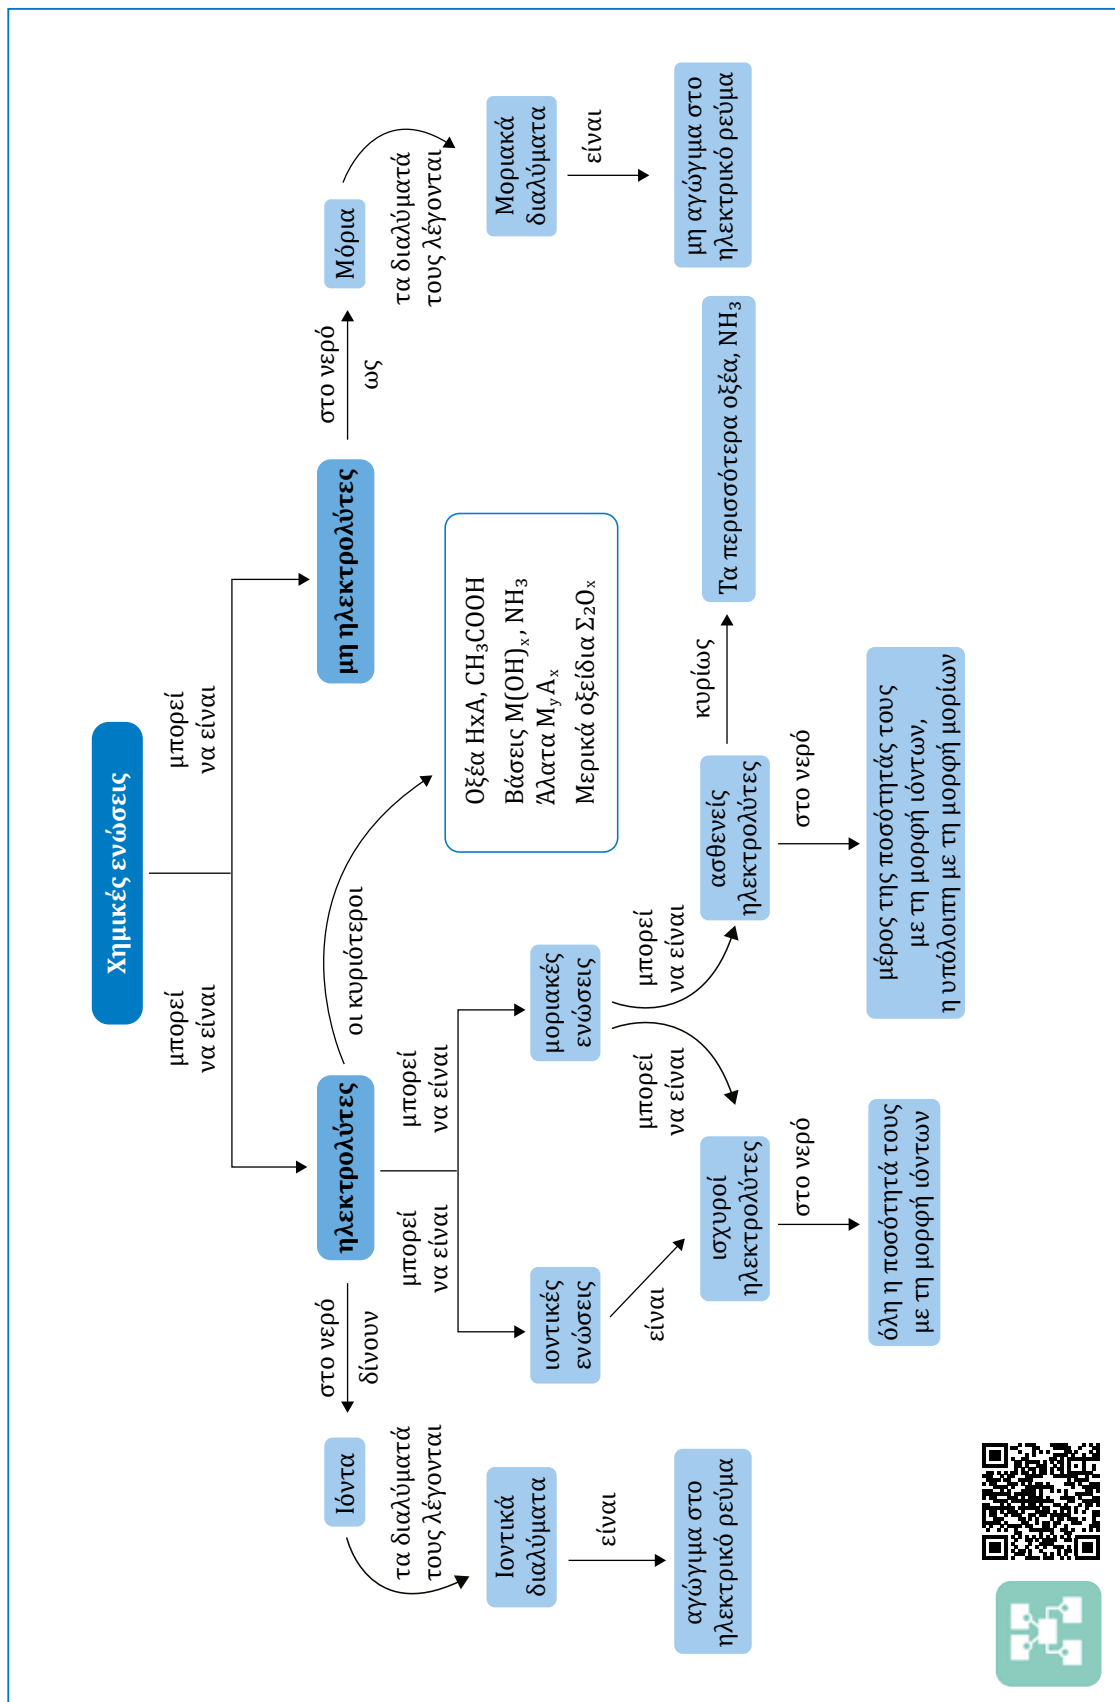 Χημικές ενώσεις
μπορεί
να είναι
μπορεί
να είναι
ηλεκτρολύτες
μη ηλεκτρολύτες
στο νερό
δίνουν
Ιόντα
τα διαλύματά
τους λέγονται
Ιοντικά
διαλύματα
είναι
αγώγιμα στο
ηλεκτρικό ρεύμα
οι κυριότεροι
Οξέα HxA, CH₃COOH
Βάσεις M(OH)ₓ, NH₃
Άλατα MᵧAₓ
Μερικά οξείδια Σ₂Oₓ
στο νερό
ως
Μόρια
τα διαλύματά
τους λέγονται
Μοριακά
διαλύματα
είναι
μη αγώγιμα στο
ηλεκτρικό ρεύμα
μπορεί
να είναι
μπορεί
να είναι
ιοντικές
ενώσεις
μοριακές
ενώσεις
είναι
μπορεί
να είναι
μπορεί
να είναι
ισχυροί
ηλεκτρολύτες
ασθενείς
ηλεκτρολύτες
κυρίως
Τα περισσότερα οξέα, NH₃
στο νερό
όλη η ποσότητά τους
με τη μορφή ιόντων
στο νερό
μέρος της ποσότητάς τους
με τη μορφή ιόντων,
η υπόλοιπη με τη μορφή μορίων